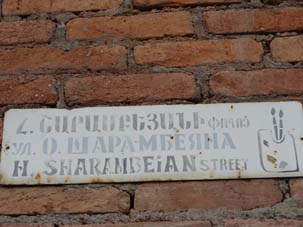 Հ. ՇԱՐԱՄԲԵՅԱՆԻ փողոց
ул. О. ШАРАМБЕЯНА
H. SHARAMBEIAN STREET